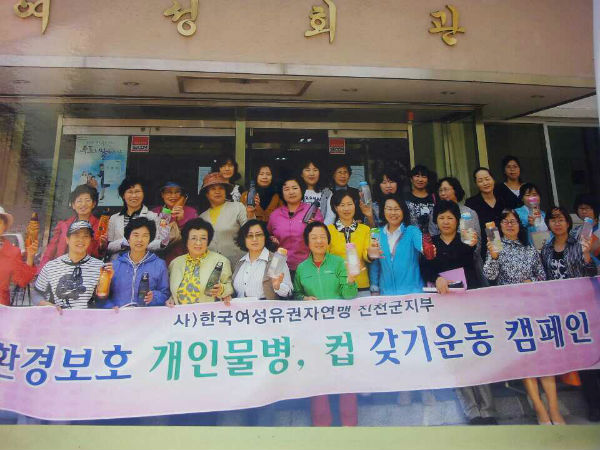 여성회관
사)한국여성유권자연맹 진천군지부
환경보호 개인물병, 컵 갖기운동 캠페인